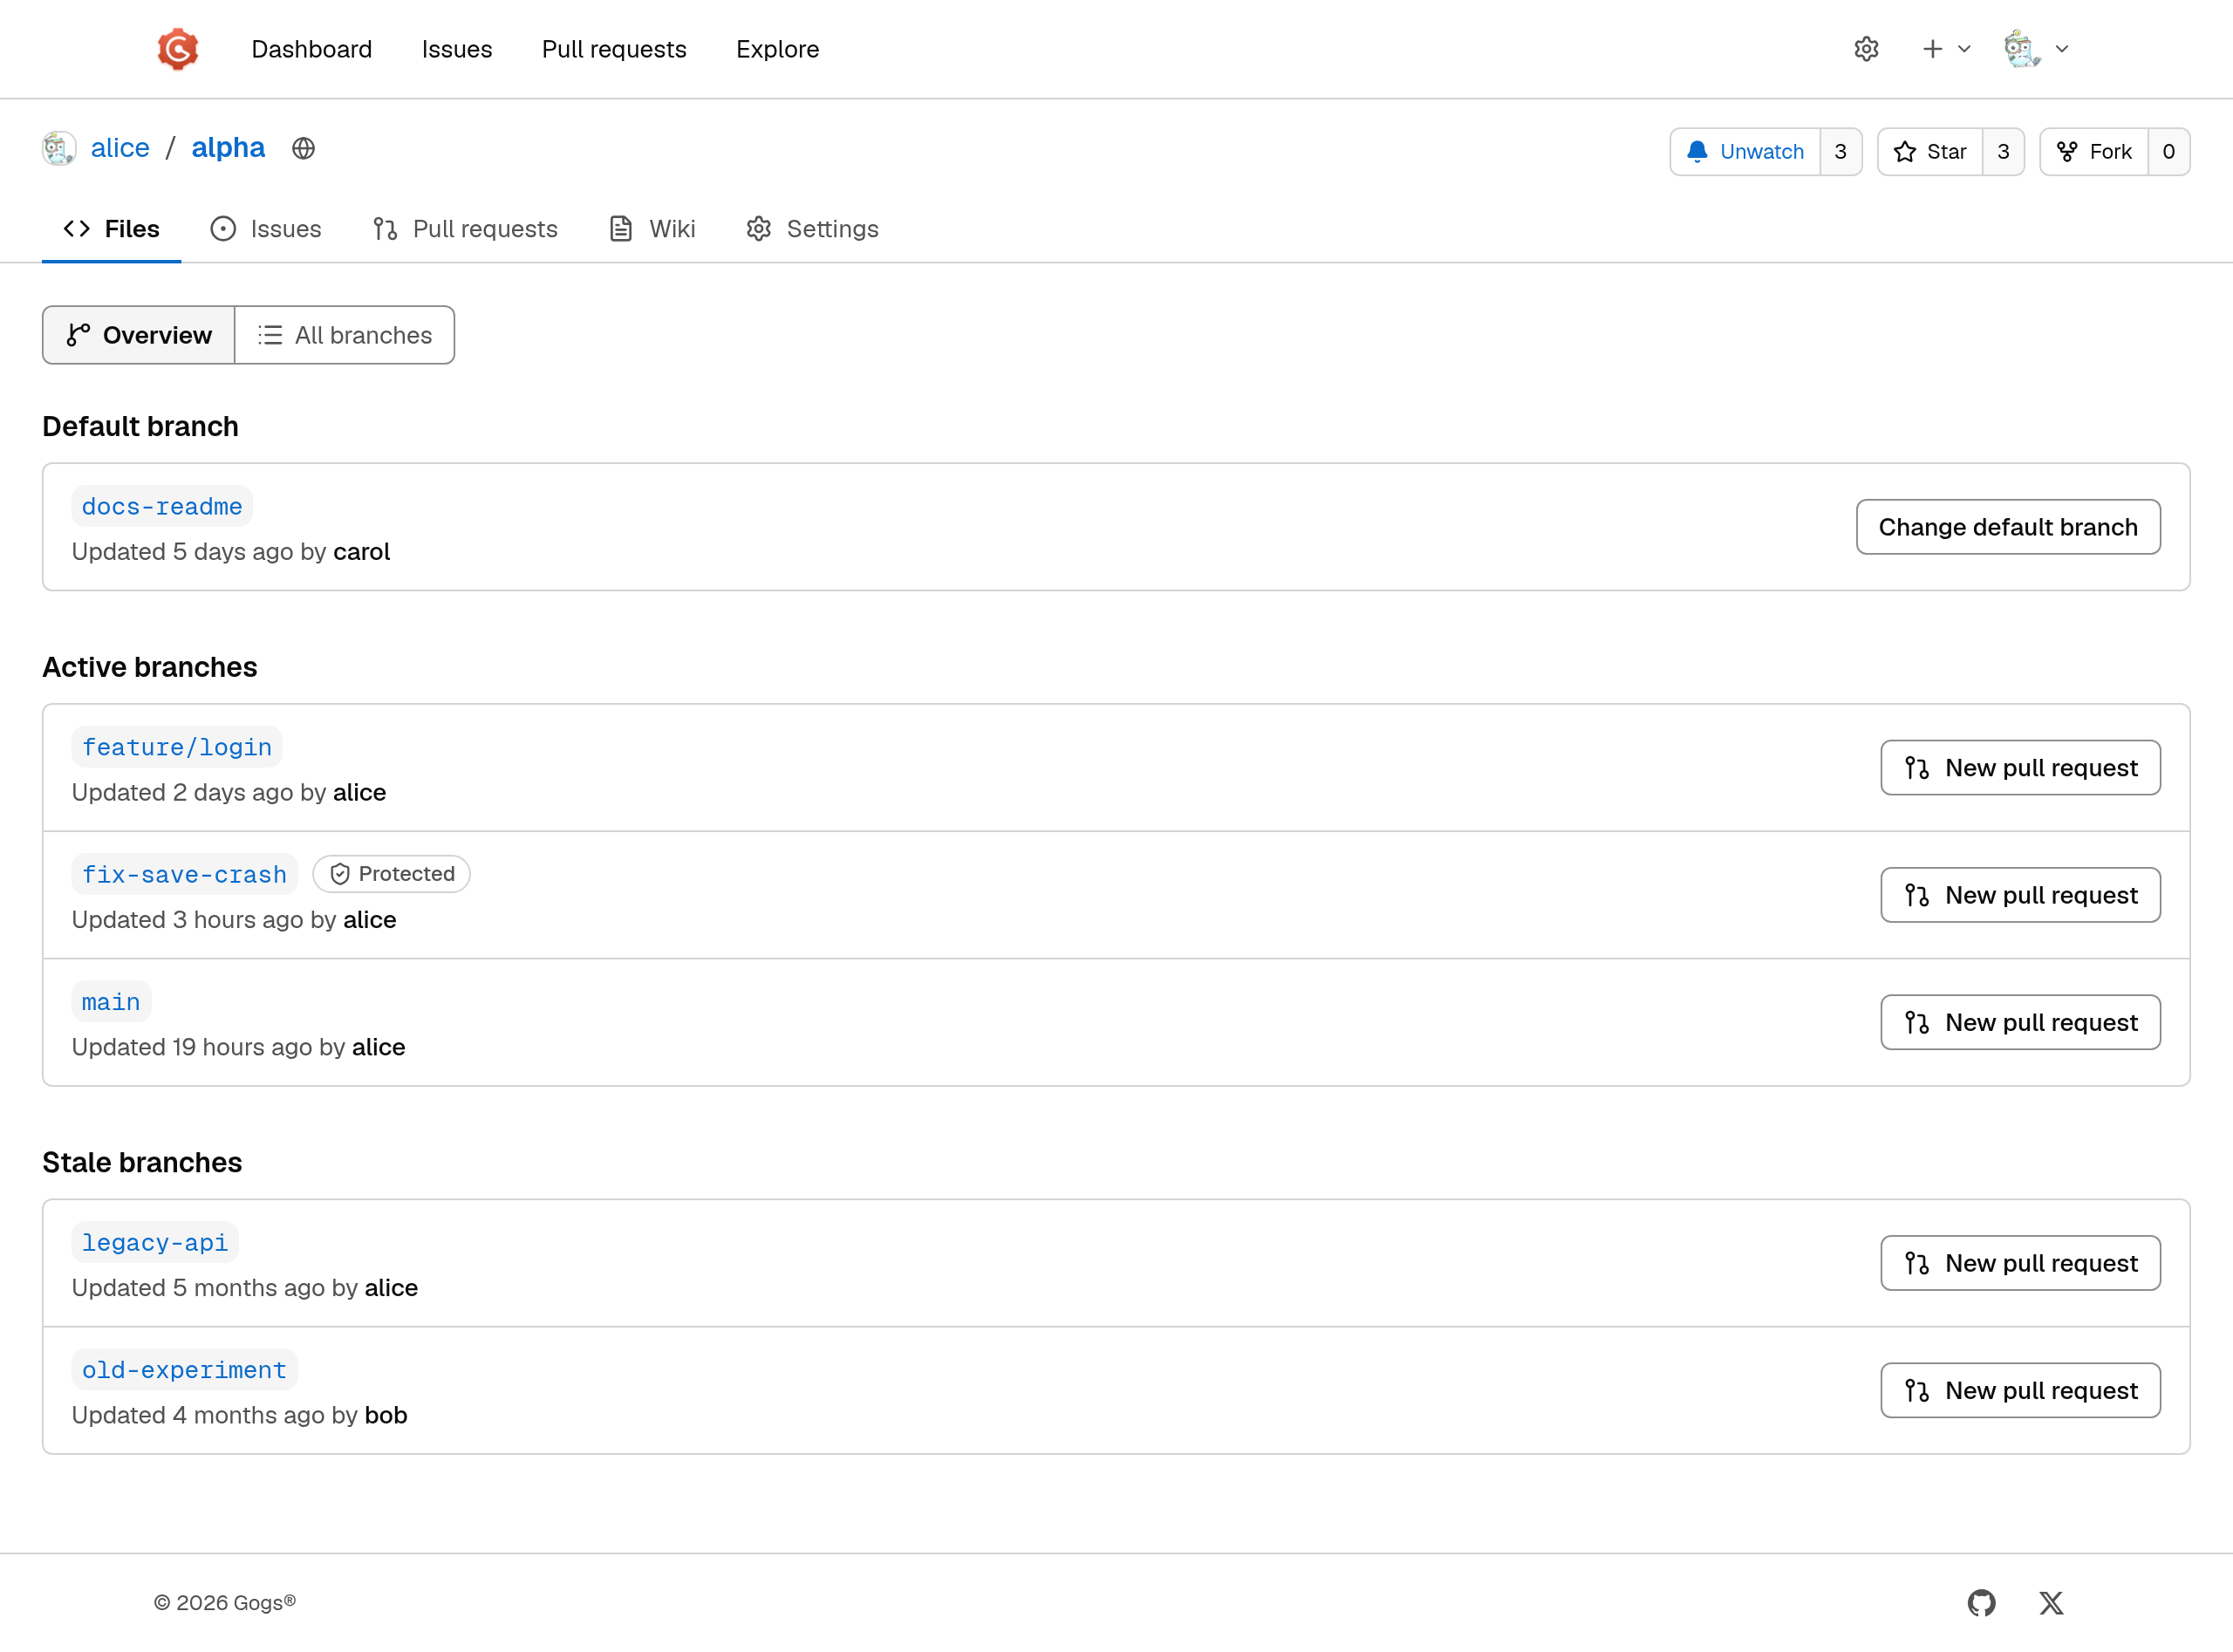 Dashboard Issues Pull requests Explore
alice / alpha
Unwatch 3 Star 3 Fork 0
Files Issues Pull requests Wiki Settings
Overview All branches
Default branch
docs-readme
Updated 5 days ago by carol
Change default branch
Active branches
feature/login
Updated 2 days ago by alice
New pull request
fix-save-crash Protected
Updated 3 hours ago by alice
New pull request
main
Updated 19 hours ago by alice
New pull request
Stale branches
legacy-api
Updated 5 months ago by alice
New pull request
old-experiment
Updated 4 months ago by bob
New pull request
© 2026 Gogs®